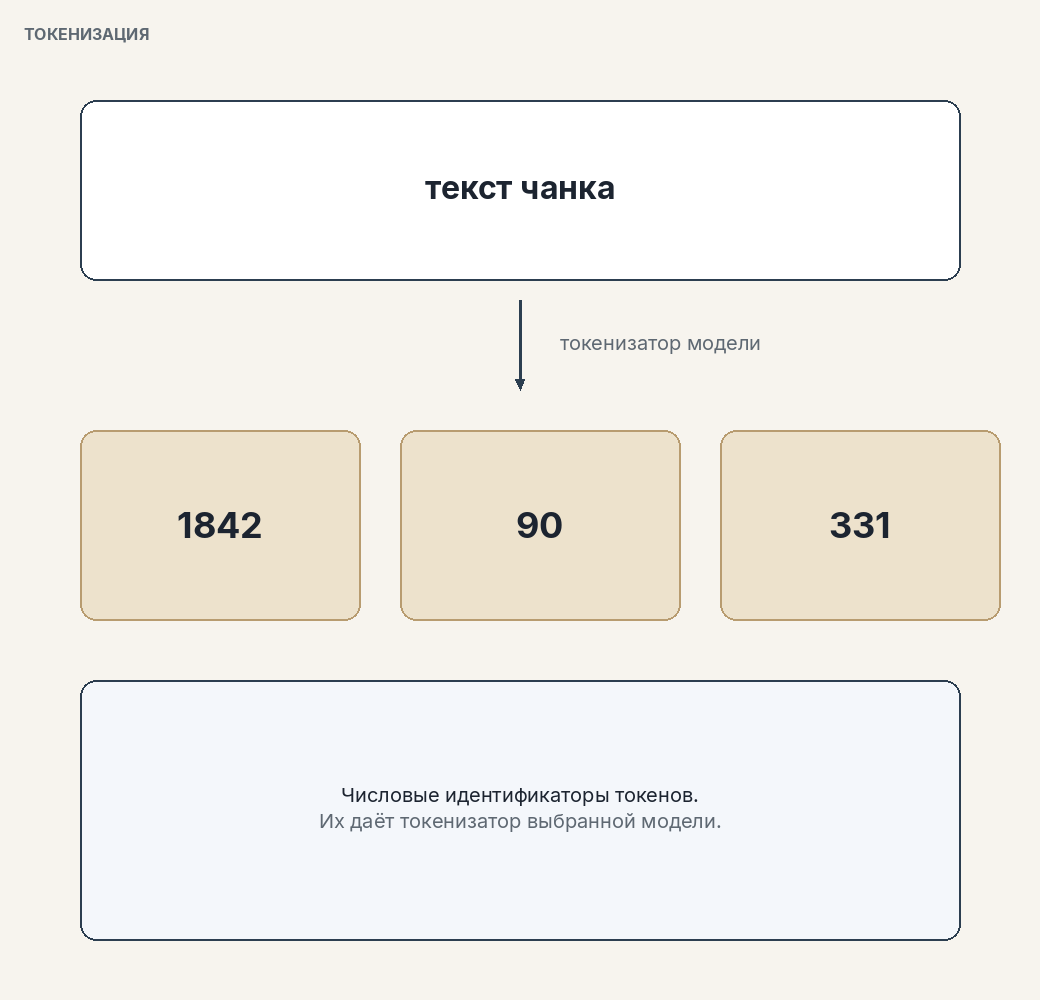 ТОКЕНИЗАЦИЯ
текст чанка
токенизатор модели
1842
90
331
Числовые идентификаторы токенов.
Их даёт токенизатор выбранной модели.